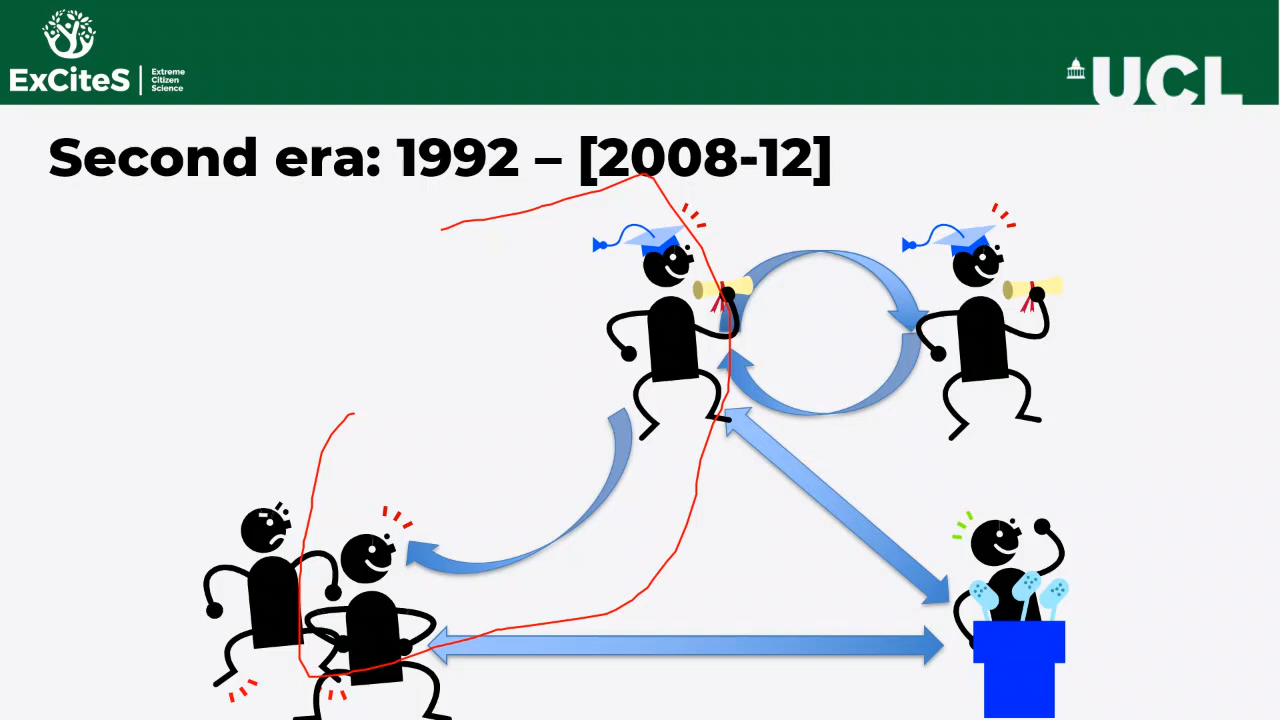 ExCiteS
Extreme
Citizen
Science
UCL
Second era: 1992 – [2008-12]